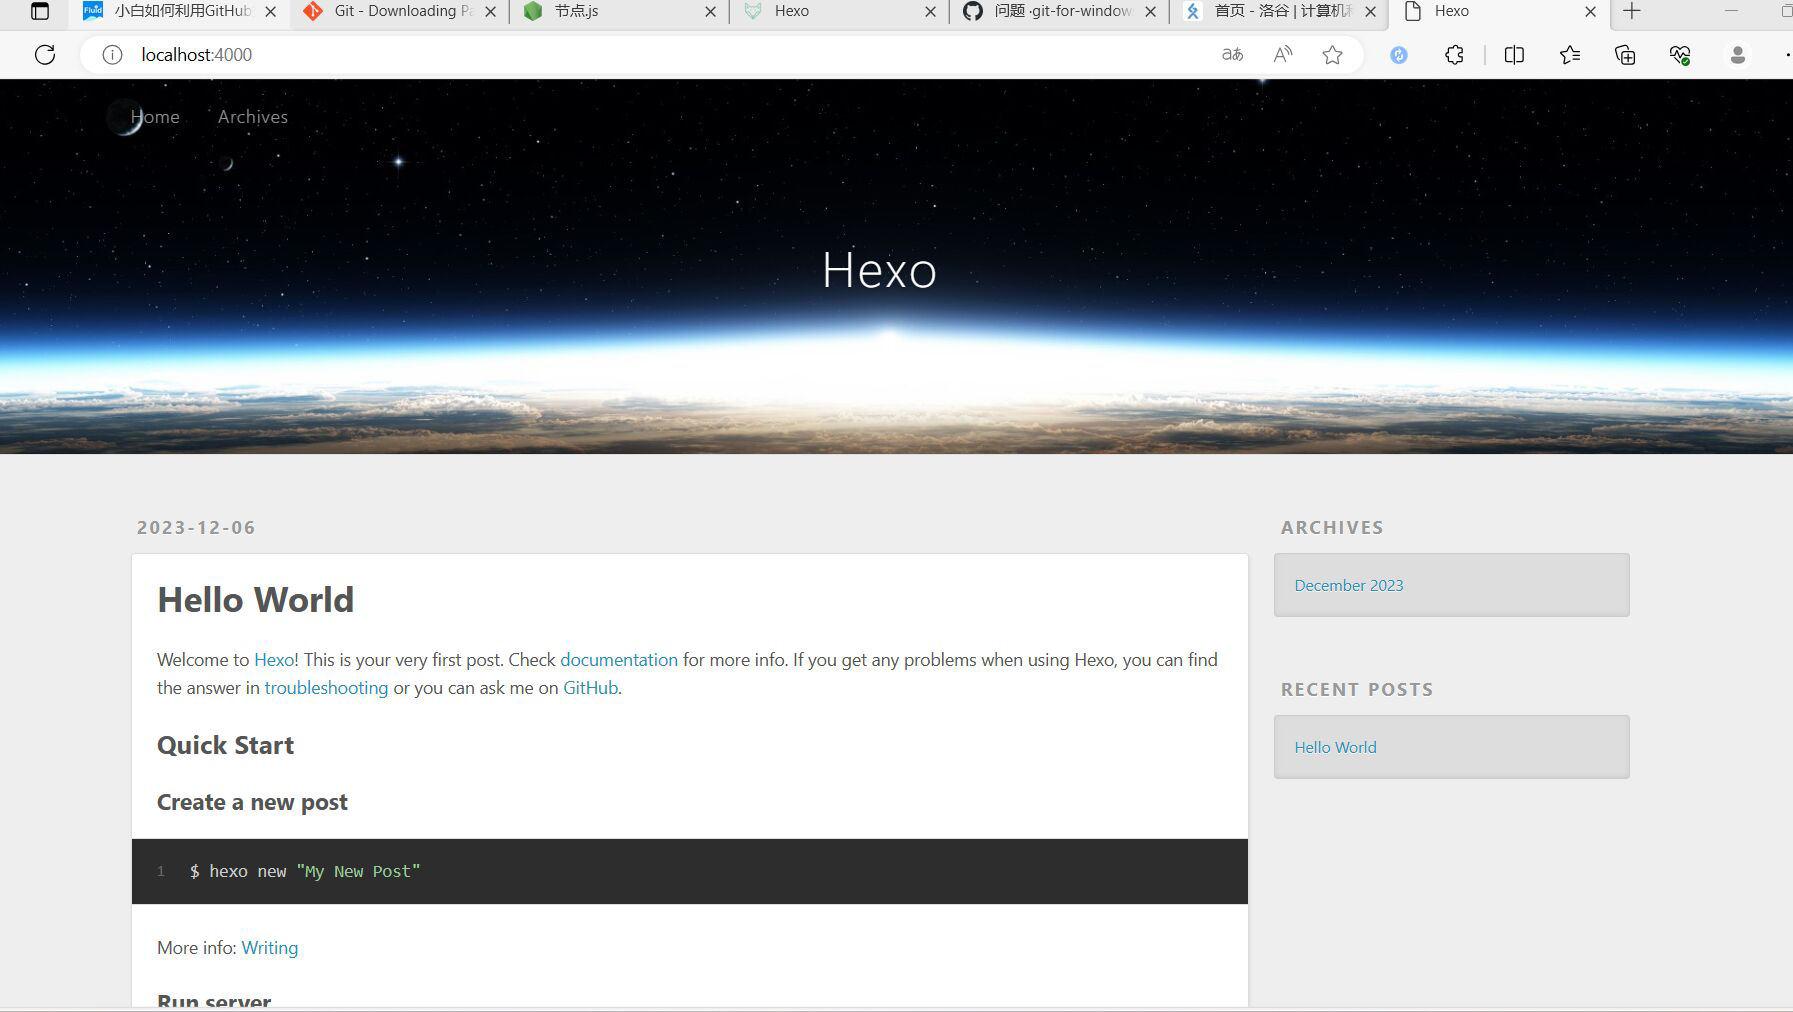 小白如何利用GitHub
Git - Downloading Pa
节点.js
Hexo
问题 ·git-for-window
首页 - 洛谷 | 计算机科
Hexo
localhost:4000
Home
Archives
Hexo
2023-12-06
Hello World
Welcome to Hexo! This is your very first post. Check documentation for more info. If you get any problems when using Hexo, you can find
the answer in troubleshooting or you can ask me on GitHub.
Quick Start
Create a new post
1 $ hexo new "My New Post"
More info: Writing
Run server
ARCHIVES
December 2023
RECENT POSTS
Hello World